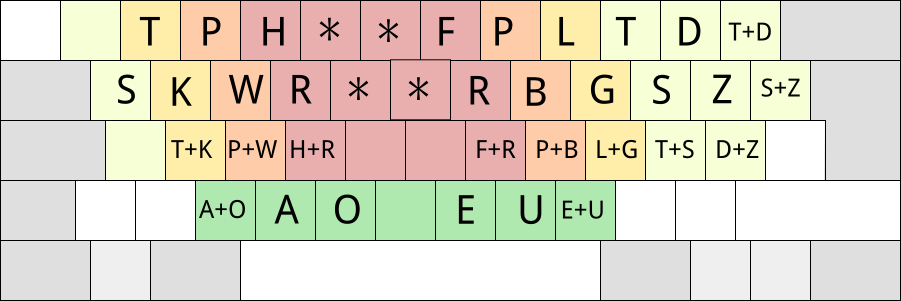 T P H * * F P L T D T+D
S K W R * * R B G S Z S+Z
T+K P+W H+R F+R P+B L+G T+S D+Z
A+O A O E U E+U